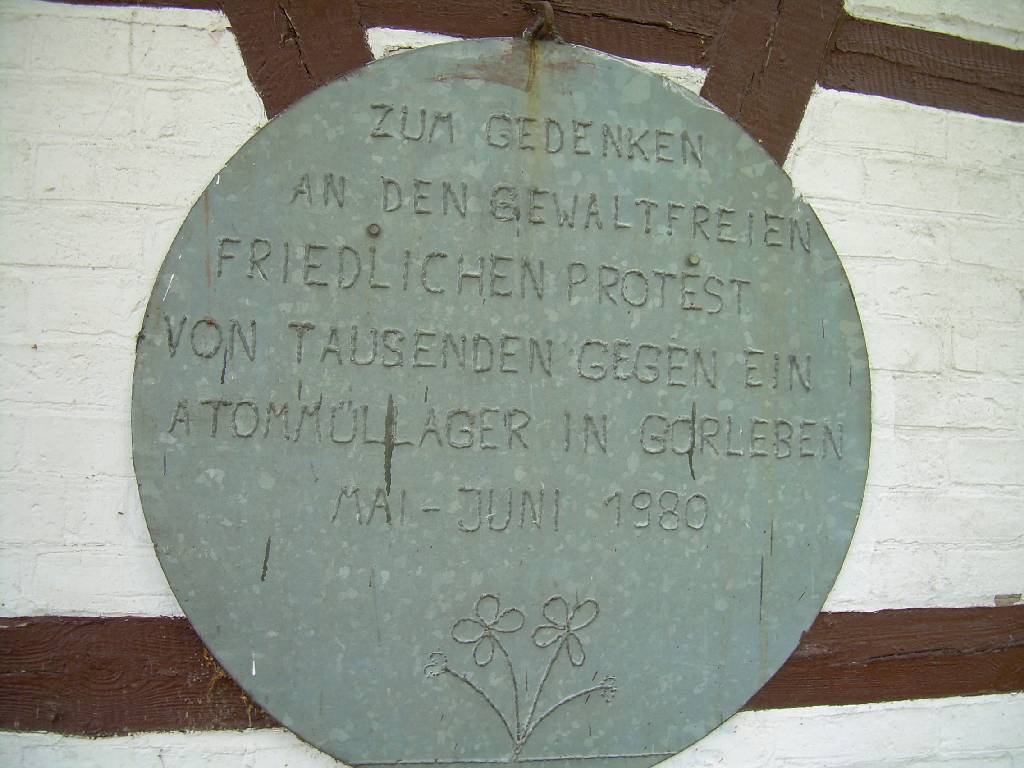 ZUM GEDENKEN
AN DEN GEWALTFREIEN
FRIEDLICHEN PROTEST
VON TAUSENDEN GEGEN EIN
ATOMMÜLLAGER IN GORLEBEN
MAI - JUNI 1980